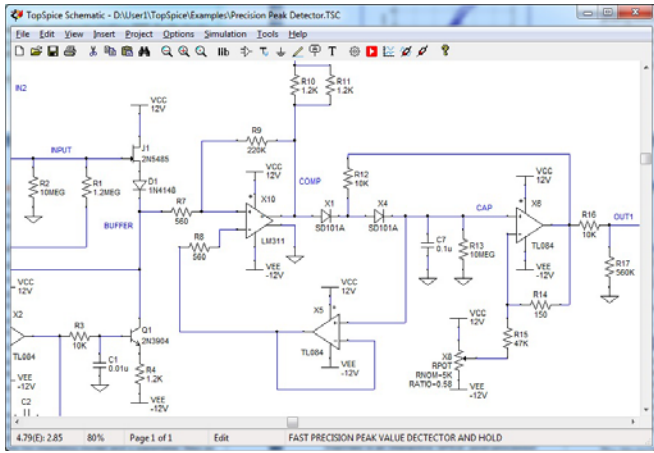 TopSpice Schematic - D:\User1\TopSpice\Examples\Precision Peak Detector.TSC
File Edit View Insert Project Options Simulation Tools Help
lib T
IN2
R10
1.2K
R11
1.2K
VCC
12V
R9
220K
INPUT
J1
2N5485
R2
10MEG
R1
1.2MEG
D1
1N4148
VCC
12V
COMP
R12
10K
VCC
12V
R7
560
X10
X1
SD101A
X4
SD101A
CAP
X6
R16
10K
OUT1
BUFFER
R8
560
LM311
C7
0.1u
R13
10MEG
TL084
VEE
-12V
VEE
-12V
R17
560K
VCC
12V
VCC
12V
R14
150
X2
X5
VCC
12V
R15
47K
R3
10K
Q1
2N3904
TL084
TL084
C1
0.01u
R4
1.2K
VEE
-12V
X8
RPOT
RNOM=5K
RATIO=0.58
VEE
-12V
VEE
-12V
VEE
-12V
C2
4.79(E): 2.85 80% Page 1 of 1 Edit FAST PRECISION PEAK VALUE DECTECTOR AND HOLD